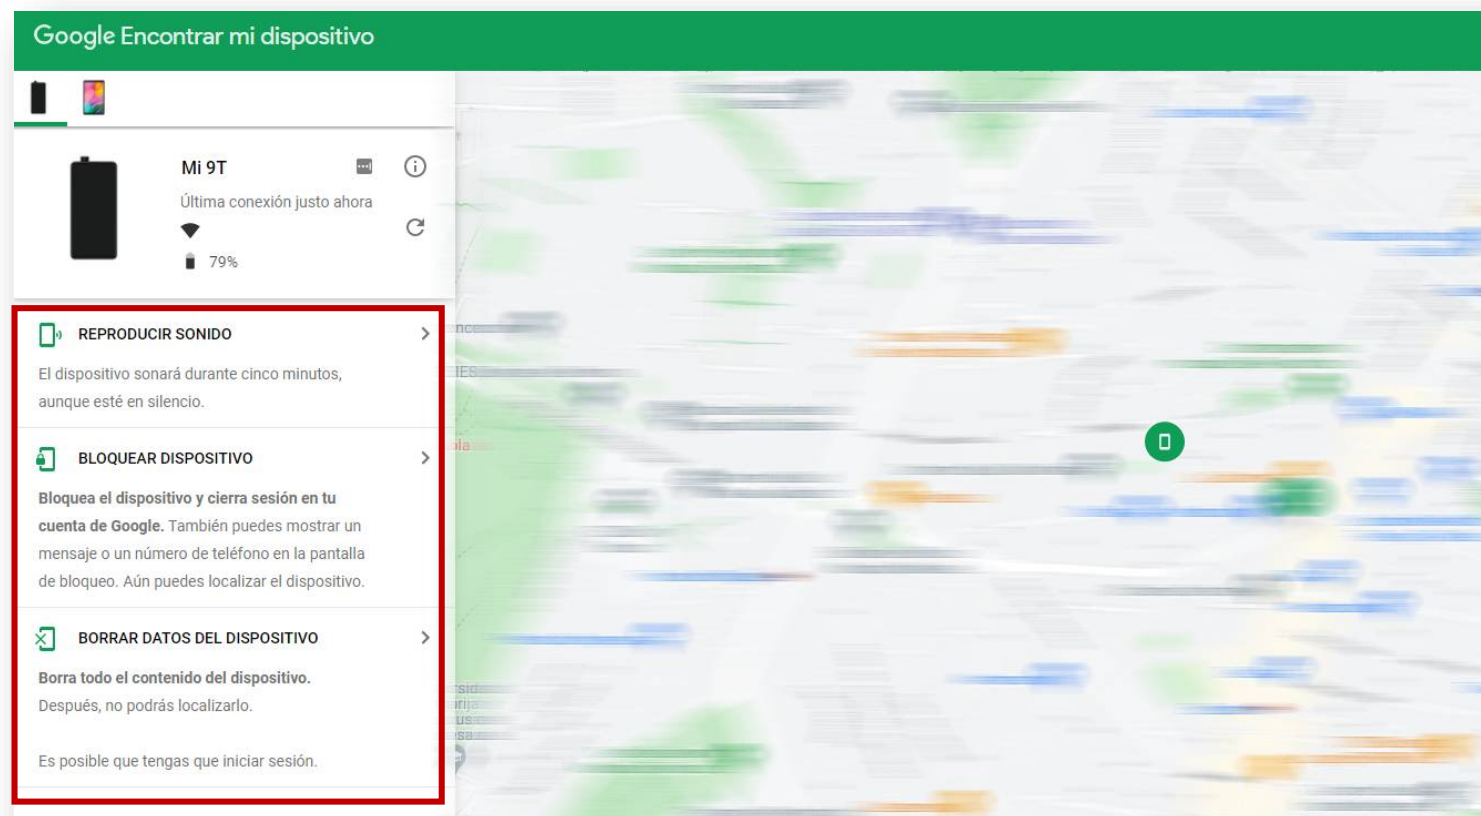 Google Encontrar mi dispositivo
Mi 9T
Última conexión justo ahora
79%
REPRODUCIR SONIDO
El dispositivo sonará durante cinco minutos,
aunque esté en silencio.
BLOQUEAR DISPOSITIVO
Bloquea el dispositivo y cierra sesión en tu
cuenta de Google. También puedes mostrar un
mensaje o un número de teléfono en la pantalla
de bloqueo. Aún puedes localizar el dispositivo.
BORRAR DATOS DEL DISPOSITIVO
Borra todo el contenido del dispositivo.
Después, no podrás localizarlo.
Es posible que tengas que iniciar sesión.